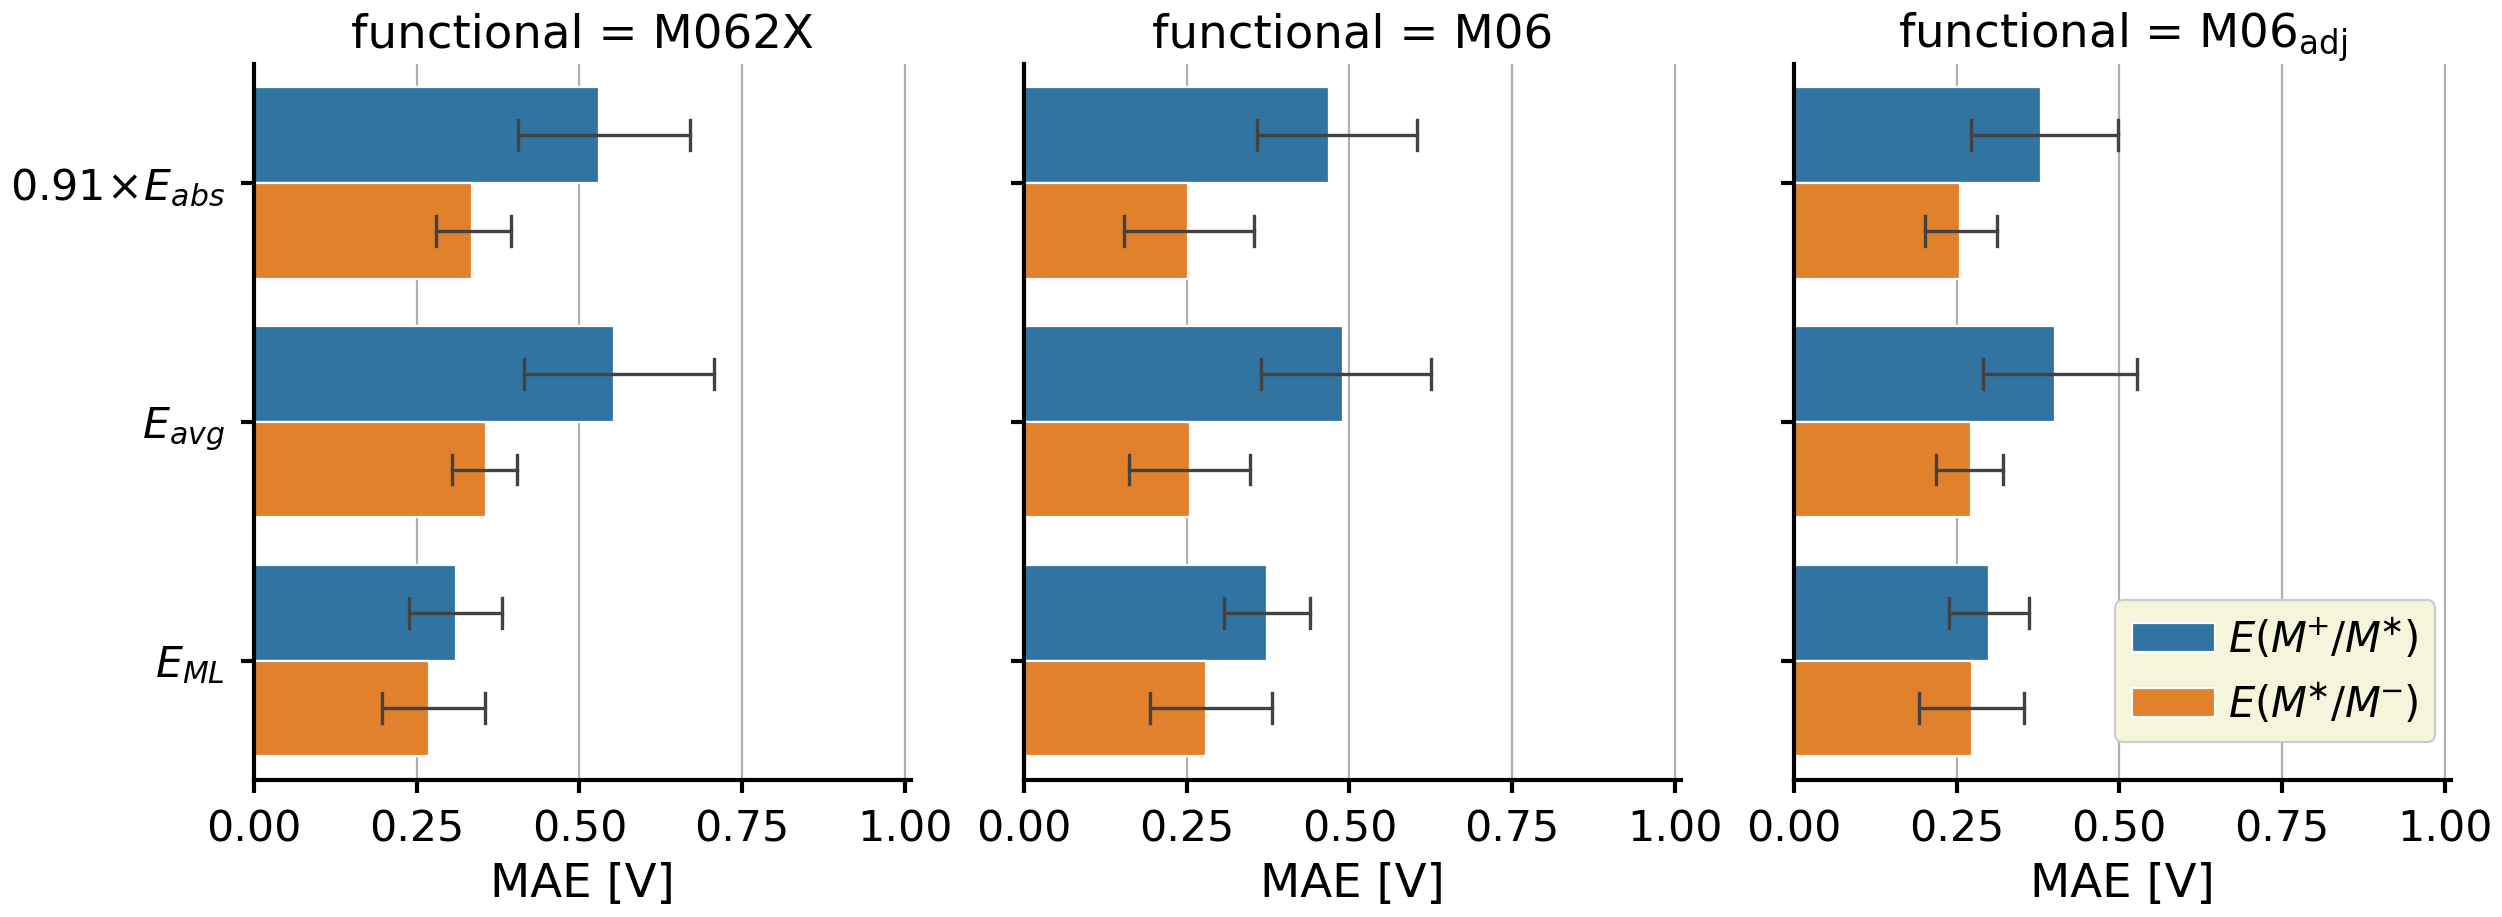 functional = M062X
functional = M06
functional = M06adj
0.91×Eabs
Eavg
EML
E(M⁺/M*)
E(M*/M⁻)
0.00 0.25 0.50 0.75 1.00
0.00 0.25 0.50 0.75 1.00
0.00 0.25 0.50 0.75 1.00
MAE [V]
MAE [V]
MAE [V]